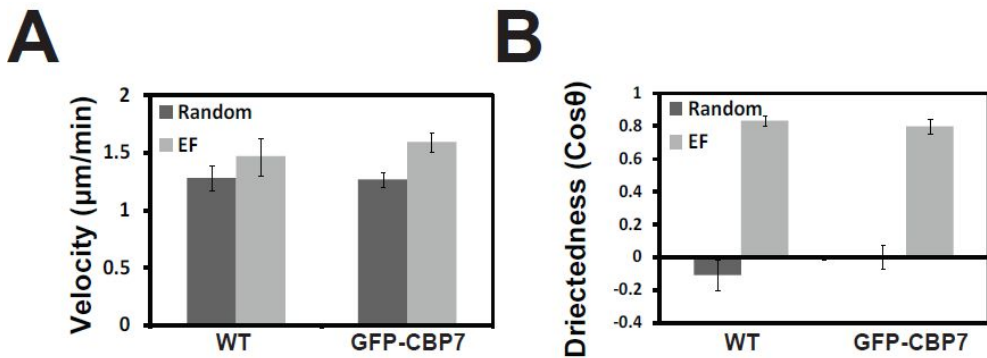 A
Velocity (µm/min)
2
1.5
1
0.5
0
Random
EF
WT
GFP-CBP7
B
Driectedness (Cosθ)
1
0.8
0.6
0.4
0.2
0
-0.2
-0.4
Random
EF
WT
GFP-CBP7